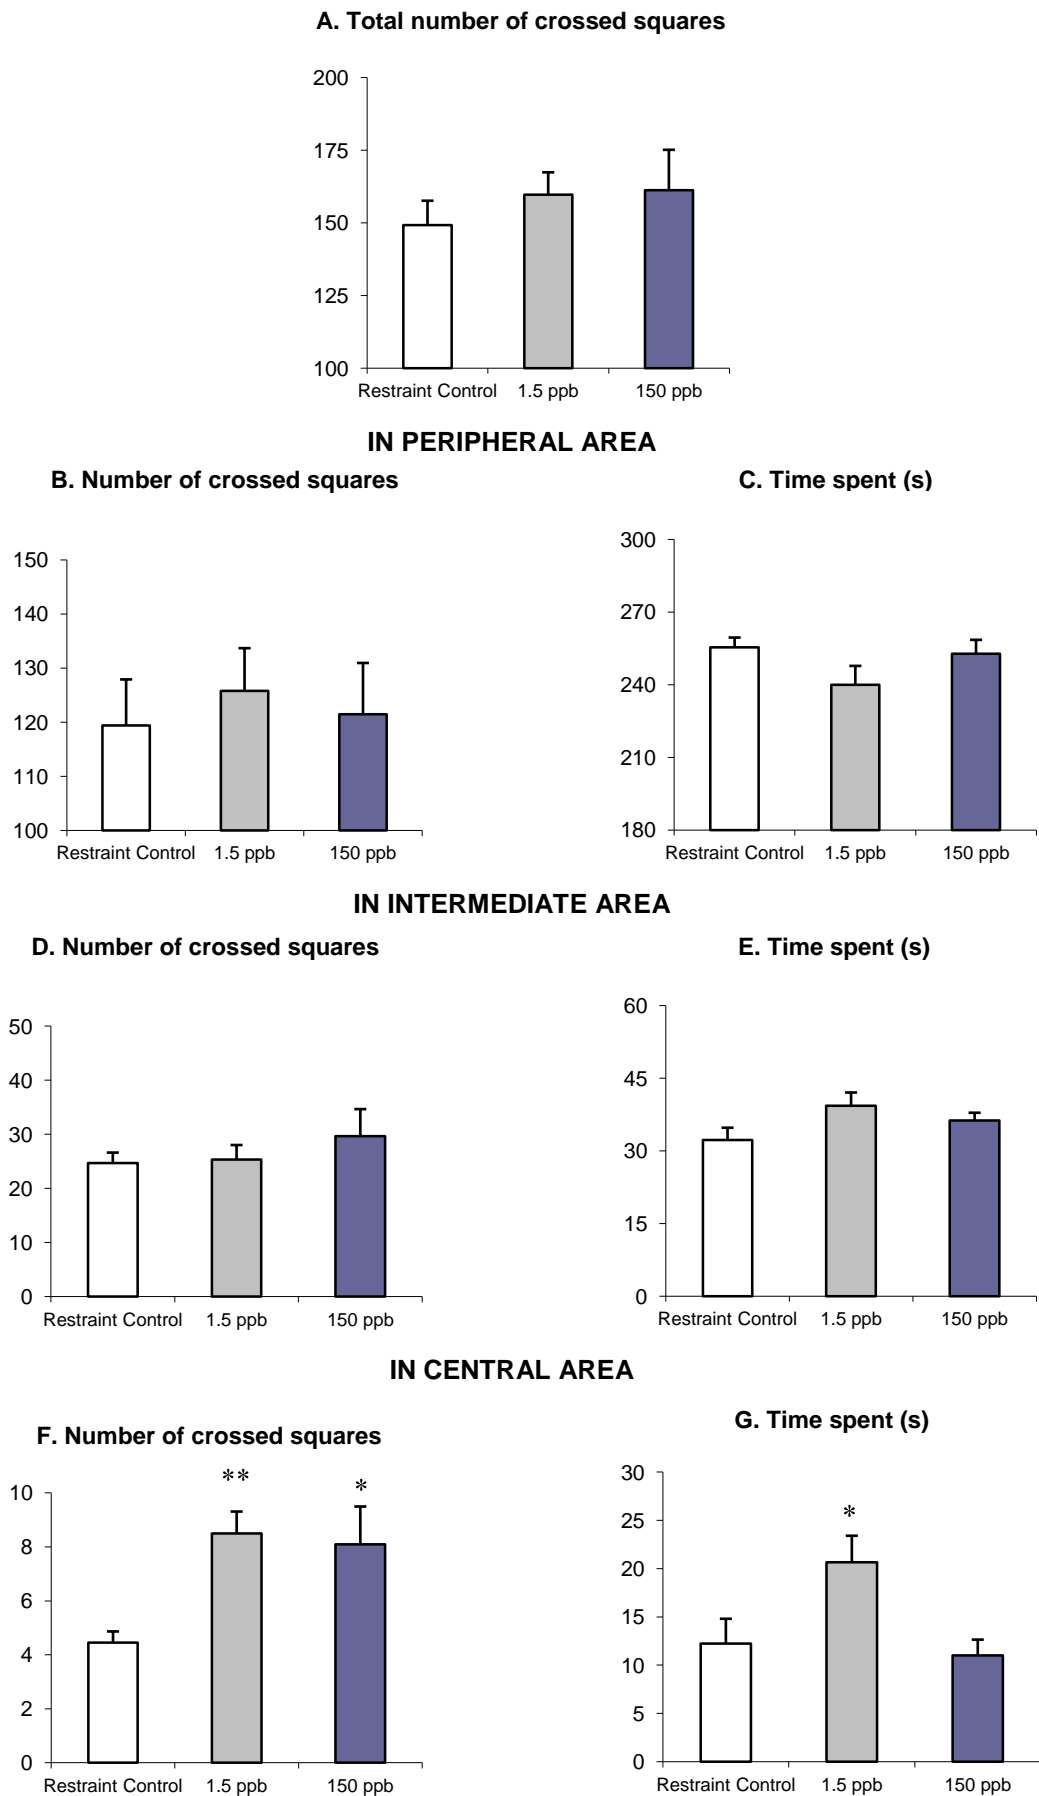 A. Total number of crossed squares
200
175
150
125
100
Restraint Control 1.5 ppb 150 ppb
IN PERIPHERAL AREA
B. Number of crossed squares
150
140
130
120
110
100
Restraint Control 1.5 ppb 150 ppb
C. Time spent (s)
300
270
240
210
180
Restraint Control 1.5 ppb 150 ppb
IN INTERMEDIATE AREA
D. Number of crossed squares
50
40
30
20
10
0
Restraint Control 1.5 ppb 150 ppb
E. Time spent (s)
60
45
30
15
0
Restraint Control 1.5 ppb 150 ppb
IN CENTRAL AREA
F. Number of crossed squares
** *
10
8
6
4
2
0
Restraint Control 1.5 ppb 150 ppb
G. Time spent (s)
*
30
25
20
15
10
5
0
Restraint Control 1.5 ppb 150 ppb